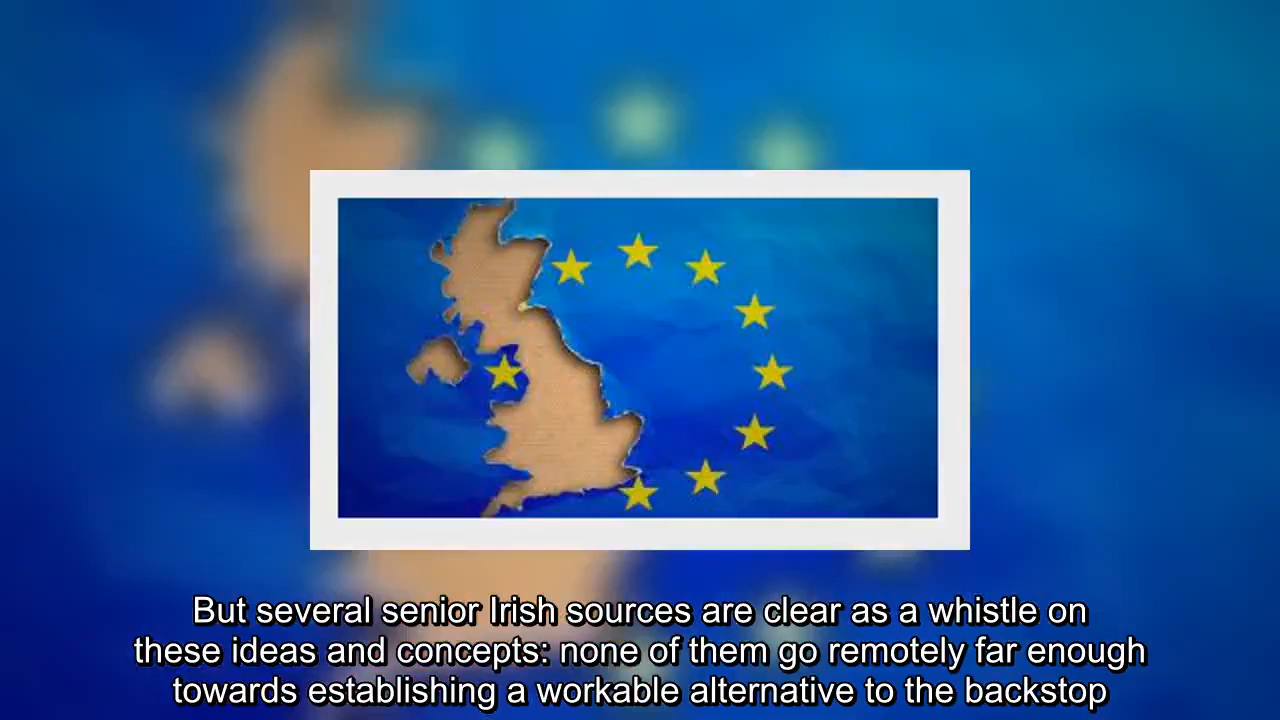 But several senior Irish sources are clear as a whistle on
these ideas and concepts: none of them go remotely far enough
towards establishing a workable alternative to the backstop